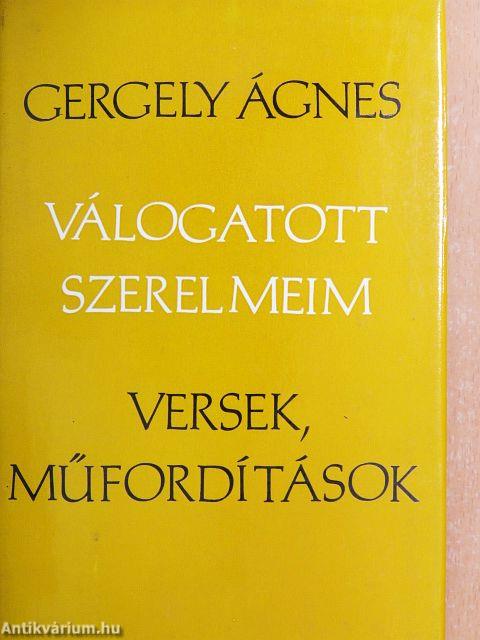 GERGELY ÁGNES
VÁLOGATOTT
SZERELMEIM
VERSEK,
MŰFORDÍTÁSOK
Antikvárium.hu